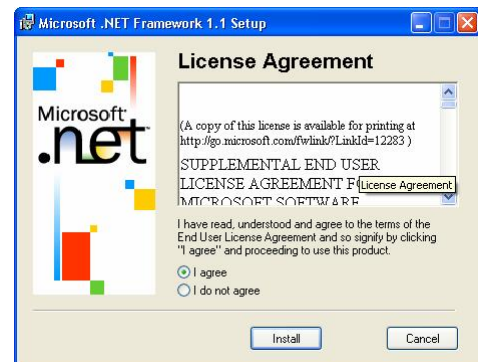 Microsoft .NET Framework 1.1 Setup
Microsoft
.net
License Agreement
(A copy of this license is available for printing at
http://go.microsoft.com/fwlink/?LinkId=12283 )
SUPPLEMENTAL END USER
LICENSE AGREEMENT FO
License Agreement
MICROSOFT SOFTWARE
I have read, understood and agree to the terms of the
End User License Agreement and so signify by clicking
"I agree" and proceeding to use this product.
I agree
I do not agree
Install
Cancel